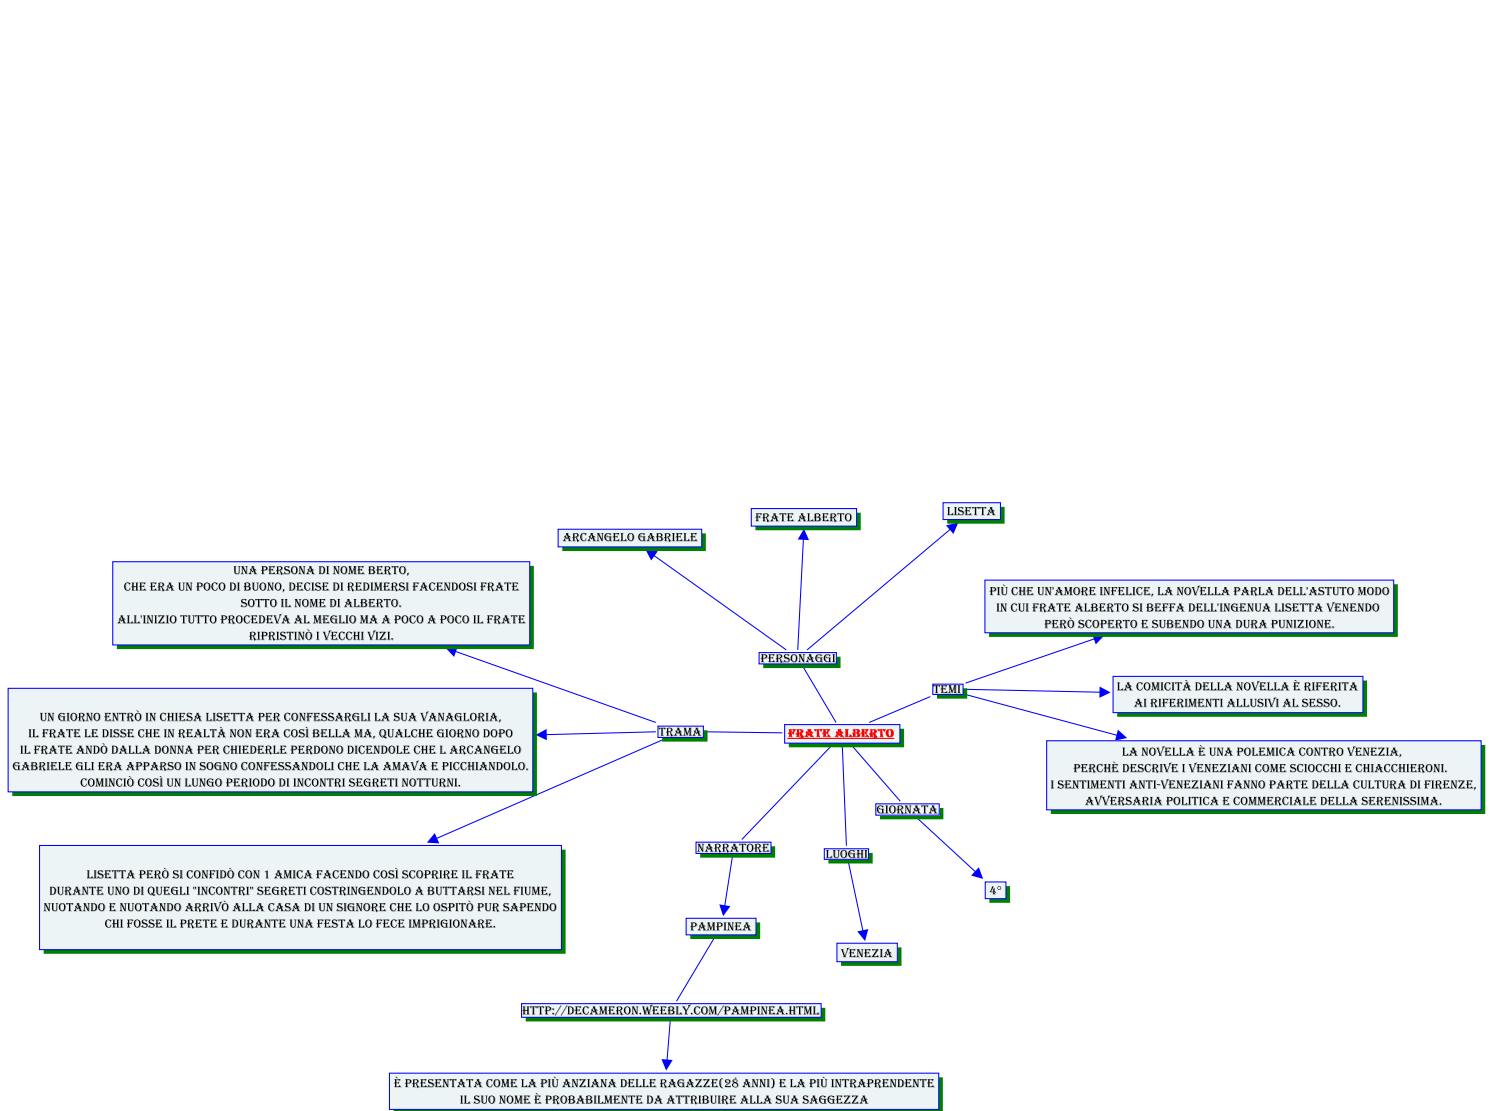 LISETTA
FRATE ALBERTO
ARCANGELO GABRIELE
UNA PERSONA DI NOME BERTO,
CHE ERA UN POCO DI BUONO, DECISE DI REDIMERSI FACENDOSI FRATE
SOTTO IL NOME DI ALBERTO.
ALL'INIZIO TUTTO PROCEDEVA AL MEGLIO MA A POCO A POCO IL FRATE
RIPRISTINÒ I VECCHI VIZI.
PIÙ CHE UN'AMORE INFELICE, LA NOVELLA PARLA DELL'ASTUTO MODO
IN CUI FRATE ALBERTO SI BEFFA DELL'INGENUA LISETTA VENENDO
PERÒ SCOPERTO E SUBENDO UNA DURA PUNIZIONE.
PERSONAGGI
TEMI
LA COMICITÀ DELLA NOVELLA È RIFERITA
AI RIFERIMENTI ALLUSIVI AL SESSO.
UN GIORNO ENTRÒ IN CHIESA LISETTA PER CONFESSARGLI LA SUA VANAGLORIA,
IL FRATE LE DISSE CHE IN REALTÀ NON ERA COSÌ BELLA MA, QUALCHE GIORNO DOPO
IL FRATE ANDÒ DALLA DONNA PER CHIEDERLE PERDONO DICENDOLE CHE L ARCANGELO
GABRIELE GLI ERA APPARSO IN SOGNO CONFESSANDOLI CHE LA AMAVA E PICCHIANDOLO.
COMINCIÒ COSÌ UN LUNGO PERIODO DI INCONTRI SEGRETI NOTTURNI.
TRAMA
FRATE ALBERTO
LA NOVELLA È UNA POLEMICA CONTRO VENEZIA,
PERCHÈ DESCRIVE I VENEZIANI COME SCIOCCHI E CHIACCHIERONI.
I SENTIMENTI ANTI-VENEZIANI FANNO PARTE DELLA CULTURA DI FIRENZE,
AVVERSARIA POLITICA E COMMERCIALE DELLA SERENISSIMA.
GIORNATA
NARRATORE
LUOGHI
LISETTA PERÒ SI CONFIDÒ CON 1 AMICA FACENDO COSÌ SCOPRIRE IL FRATE
DURANTE UNO DI QUEGLI "INCONTRI" SEGRETI COSTRINGENDOLO A BUTTARSI NEL FIUME,
NUOTANDO E NUOTANDO ARRIVÒ ALLA CASA DI UN SIGNORE CHE LO OSPITÒ PUR SAPENDO
CHI FOSSE IL PRETE E DURANTE UNA FESTA LO FECE IMPRIGIONARE.
4°
PAMPINEA
VENEZIA
HTTP://DECAMERON.WEEBLY.COM/PAMPINEA.HTML
È PRESENTATA COME LA PIÙ ANZIANA DELLE RAGAZZE(28 ANNI) E LA PIÙ INTRAPRENDENTE
IL SUO NOME È PROBABILMENTE DA ATTRIBUIRE ALLA SUA SAGGEZZA